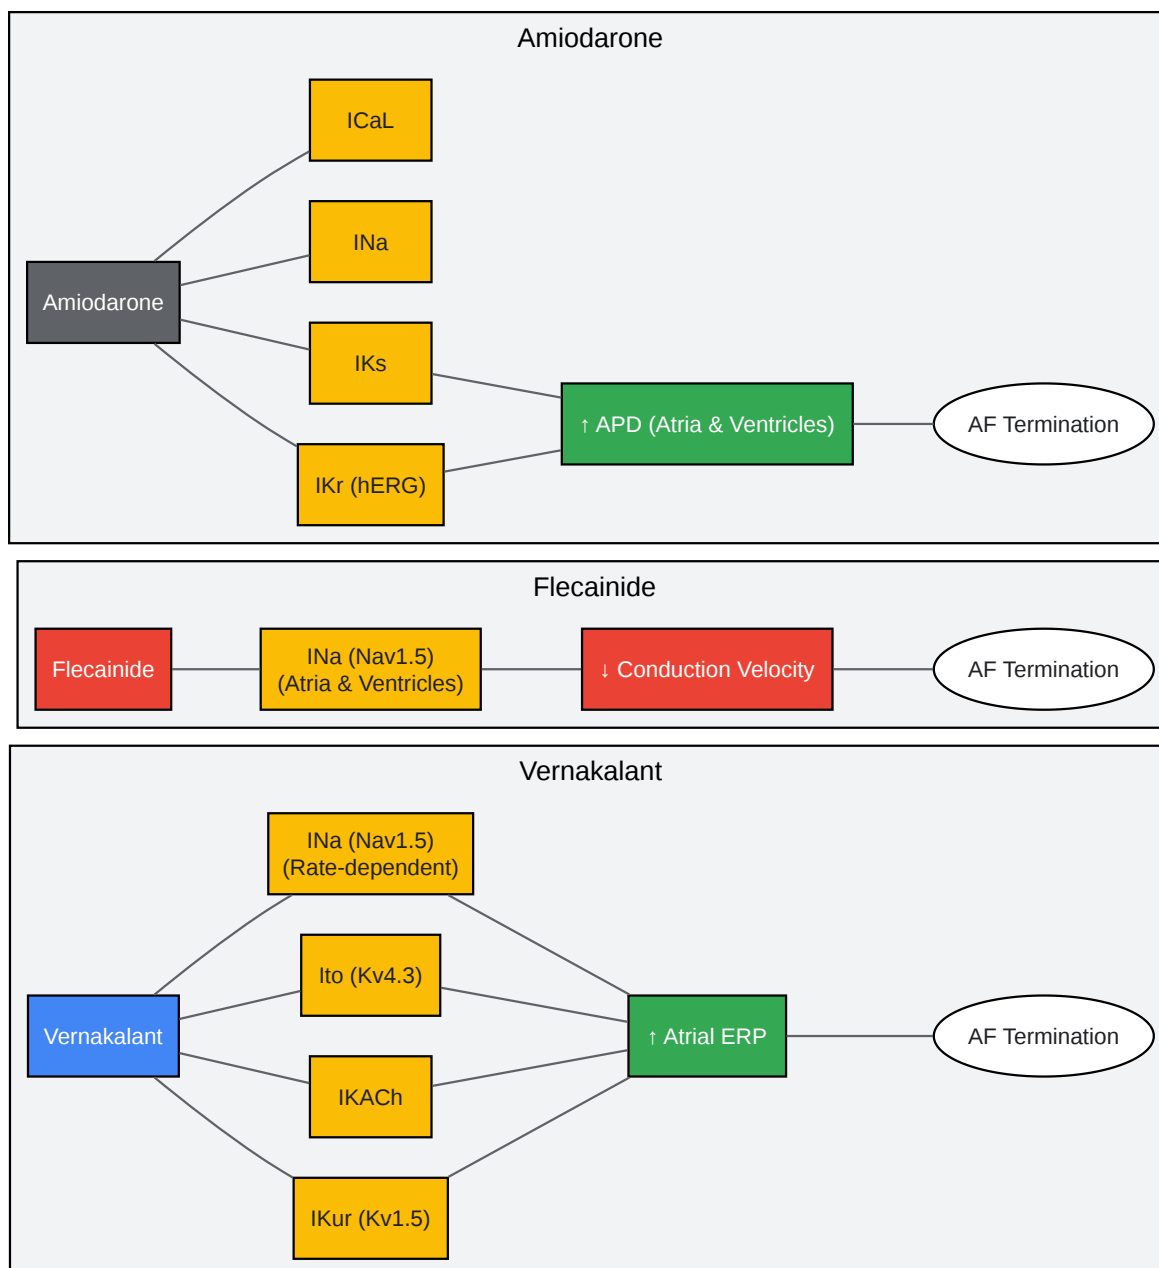 Amiodarone
ICaL
INa
Amiodarone
IKs
↑ APD (Atria & Ventricles)
AF Termination
IKr (hERG)
Flecainide
Flecainide
INa (Nav1.5)
(Atria & Ventricles)
↓ Conduction Velocity
AF Termination
Vernakalant
INa (Nav1.5)
(Rate-dependent)
Ito (Kv4.3)
Vernakalant
↑ Atrial ERP
AF Termination
IKACh
IKur (Kv1.5)